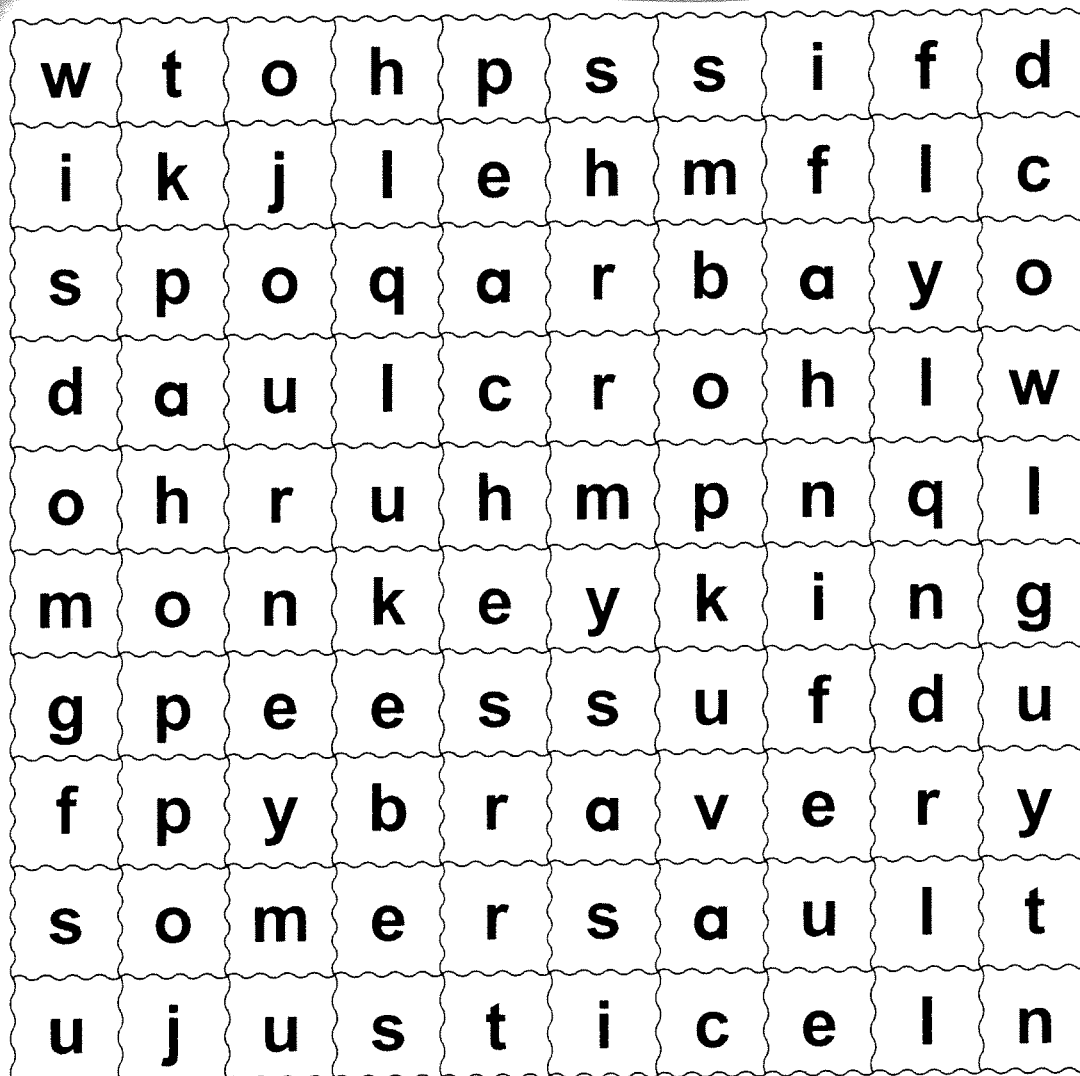 w t o h p s s i f d
i k j l e h m f l c
s p o q a r b a y o
d a u l c r o h l w
o h r u h m p n q l
m o n k e y k i n g
g p e e s s u f d u
f p y b r a v e r y
s o m e r s a u l t
u j u s t i c e l n